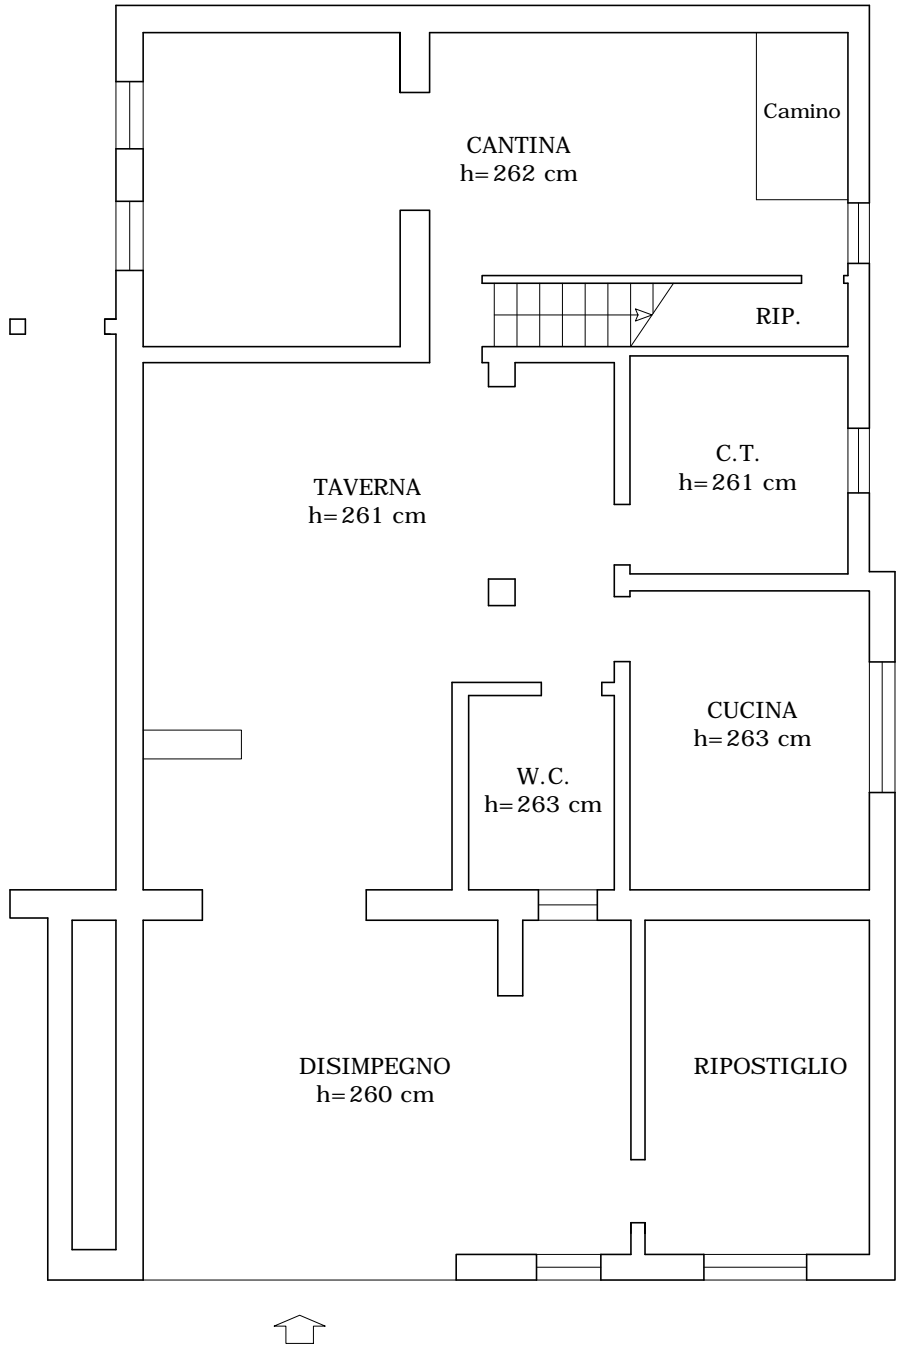 Camino
CANTINA
h=262 cm
RIP.
C.T.
h=261 cm
TAVERNA
h=261 cm
CUCINA
h=263 cm
W.C.
h=263 cm
DISIMPEGNO
h=260 cm
RIPOSTIGLIO